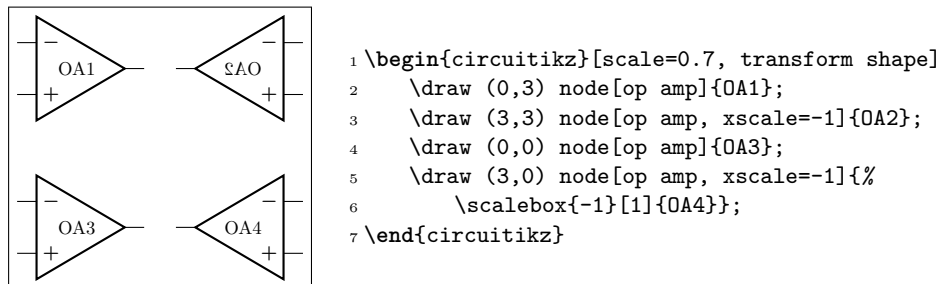 − −
OA1 OA2
+ +
− −
OA3 OA4
+ +
1 \begin{circuitikz}[scale=0.7, transform shape]
2     \draw (0,3) node[op amp]{OA1};
3     \draw (3,3) node[op amp, xscale=-1]{OA2};
4     \draw (0,0) node[op amp]{OA3};
5     \draw (3,0) node[op amp, xscale=-1]{%
6         \scalebox{-1}[1]{OA4}};
7 \end{circuitikz}